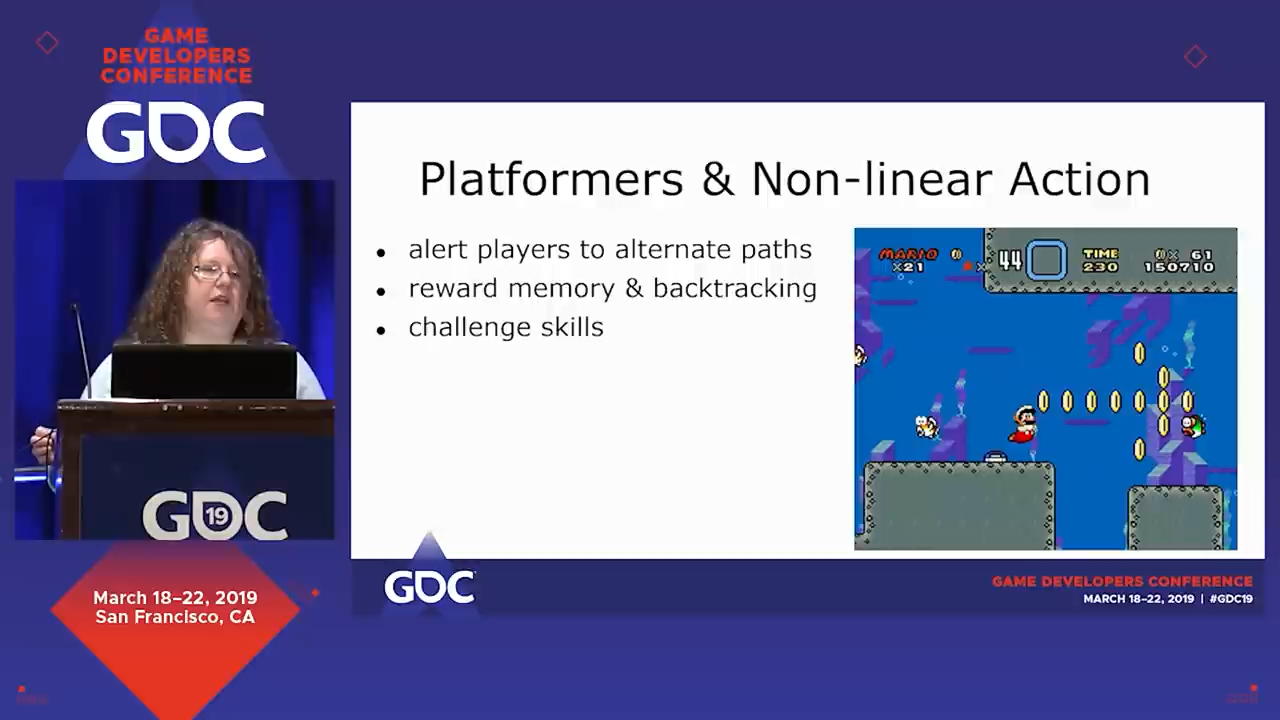 GAME
DEVELOPERS
CONFERENCE
GDC
Platformers & Non-linear Action
• alert players to alternate paths
• reward memory & backtracking
• challenge skills
MARIO
x21
44
TIME
230
0x 61
150710
GDC
19
March 18–22, 2019
San Francisco, CA
GDC
GAME DEVELOPERS CONFERENCE
MARCH 18–22, 2019 | #GDC19